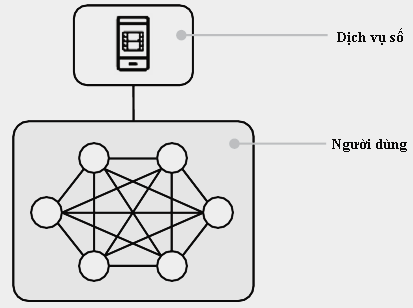 Dịch vụ số
Người dùng